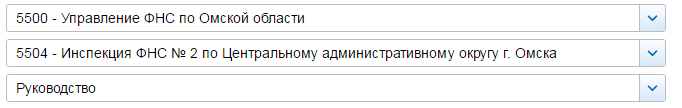 5500 - Управление ФНС по Омской области
5504 - Инспекция ФНС № 2 по Центральному административному округу г. Омска
Руководство